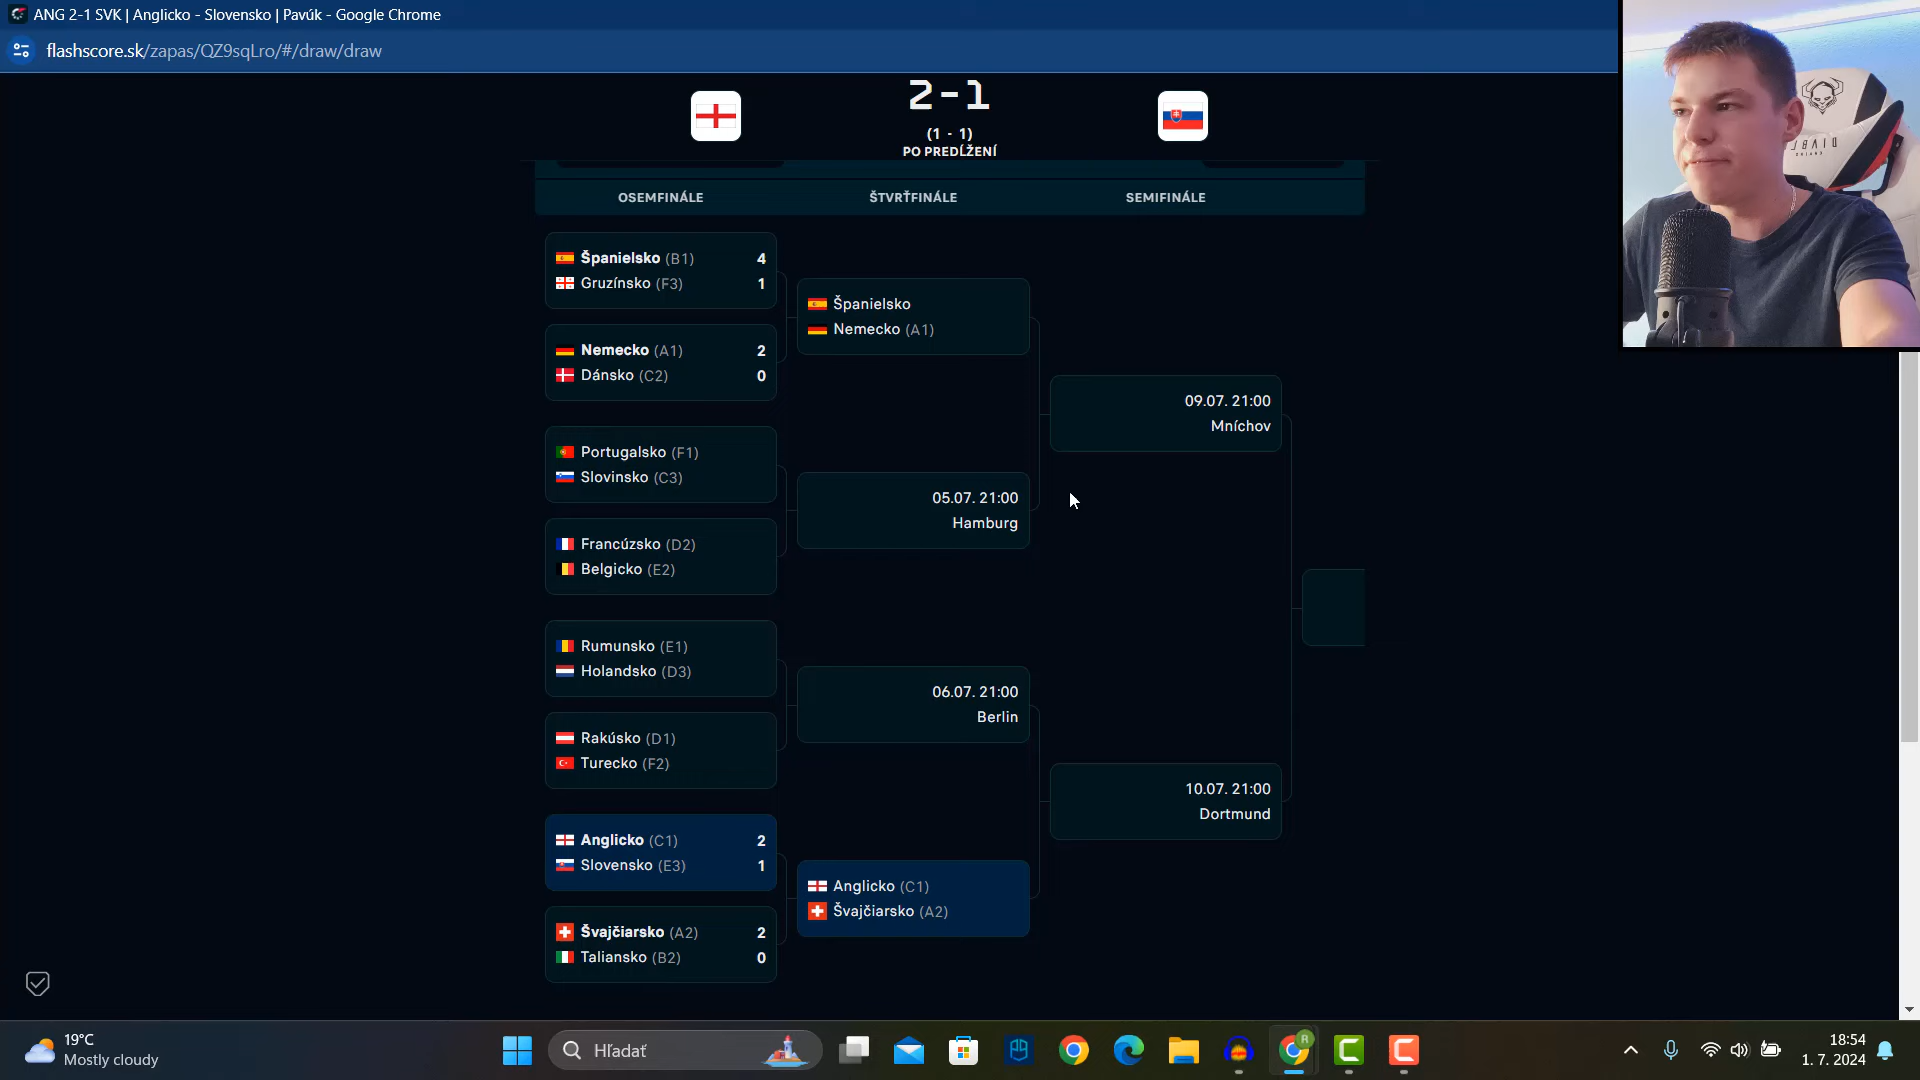 ANG 2-1 SVK | Anglicko - Slovensko | Pavúk - Google Chrome
flashscore.sk/zapas/QZ9sqLro/#/draw/draw
2-1
(1 - 1)
PO PREDĹŽENÍ
OSEMFINÁLE ŠTVRŤFINÁLE SEMIFINÁLE
Španielsko (B1) 4
Gruzínsko (F3) 1
Nemecko (A1) 2
Dánsko (C2) 0
Portugalsko (F1)
Slovinsko (C3)
Francúzsko (D2)
Belgicko (E2)
Rumunsko (E1)
Holandsko (D3)
Rakúsko (D1)
Turecko (F2)
Anglicko (C1) 2
Slovensko (E3) 1
Švajčiarsko (A2) 2
Taliansko (B2) 0
Španielsko
Nemecko (A1)
05.07. 21:00
Hamburg
06.07. 21:00
Berlin
Anglicko (C1)
Švajčiarsko (A2)
09.07. 21:00
Mníchov
10.07. 21:00
Dortmund
DIABLO
19°C
Mostly cloudy
Hľadať
R
18:54
1. 7. 2024